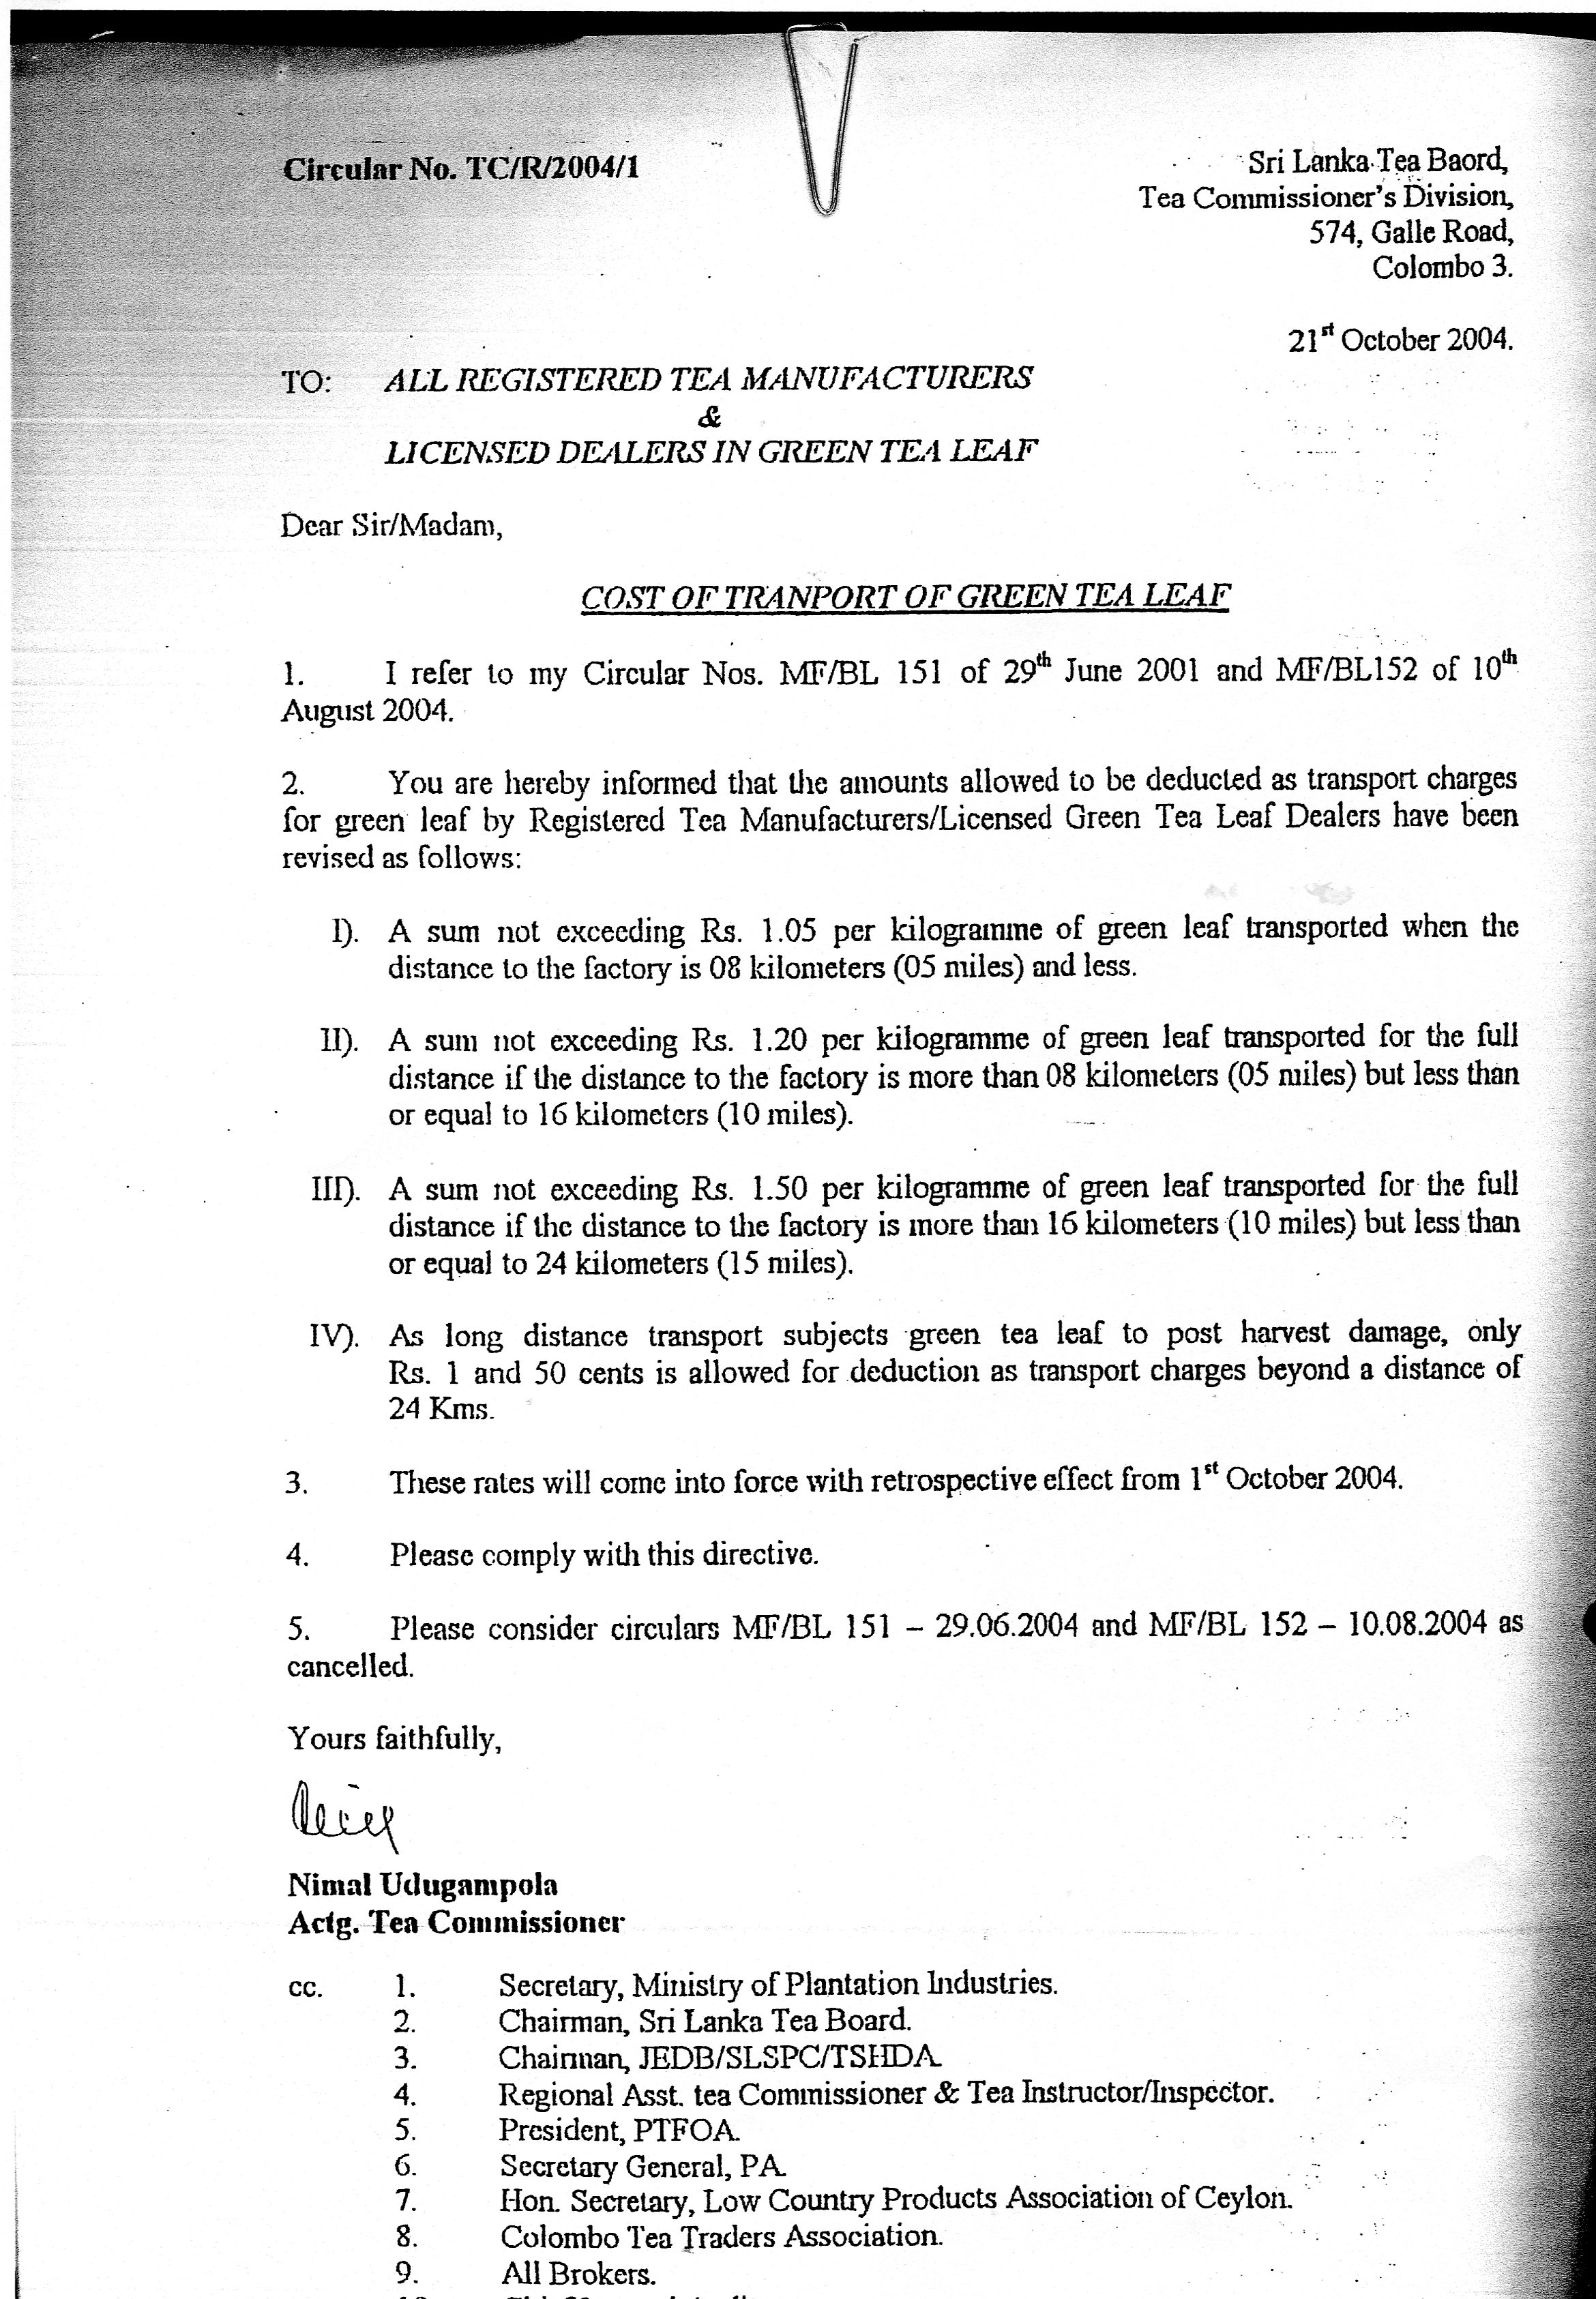 Circular No. TC/R/2004/1
Sri Lanka Tea Baord,
Tea Commissioner's Division,
574, Galle Road,
Colombo 3.
21st October 2004.
TO: ALL REGISTERED TEA MANUFACTURERS
&
LICENSED DEALERS IN GREEN TEA LEAF
Dear Sir/Madam,
COST OF TRANPORT OF GREEN TEA LEAF
1. I refer to my Circular Nos. MF/BL 151 of 29th June 2001 and MF/BL152 of 10th
August 2004.
2. You are hereby informed that the amounts allowed to be deducted as transport charges
for green leaf by Registered Tea Manufacturers/Licensed Green Tea Leaf Dealers have been
revised as follows:
I). A sum not exceeding Rs. 1.05 per kilogramme of green leaf transported when the
distance to the factory is 08 kilometers (05 miles) and less.
II). A sum not exceeding Rs. 1.20 per kilogramme of green leaf transported for the full
distance if the distance to the factory is more than 08 kilometers (05 miles) but less than
or equal to 16 kilometers (10 miles).
III). A sum not exceeding Rs. 1.50 per kilogramme of green leaf transported for the full
distance if the distance to the factory is more than 16 kilometers (10 miles) but less than
or equal to 24 kilometers (15 miles).
IV). As long distance transport subjects green tea leaf to post harvest damage, only
Rs. 1 and 50 cents is allowed for deduction as transport charges beyond a distance of
24 Kms.
3. These rates will come into force with retrospective effect from 1st October 2004.
4. Please comply with this directive.
5. Please consider circulars MF/BL 151 – 29.06.2004 and MF/BL 152 – 10.08.2004 as
cancelled.
Yours faithfully,
Nimal Udugampola
Actg. Tea Commissioner
cc. 1. Secretary, Ministry of Plantation Industries.
2. Chairman, Sri Lanka Tea Board.
3. Chairman, JEDB/SLSPC/TSHDA.
4. Regional Asst. tea Commissioner & Tea Instructor/Inspector.
5. President, PTFOA.
6. Secretary General, PA.
7. Hon. Secretary, Low Country Products Association of Ceylon.
8. Colombo Tea Traders Association.
9. All Brokers.